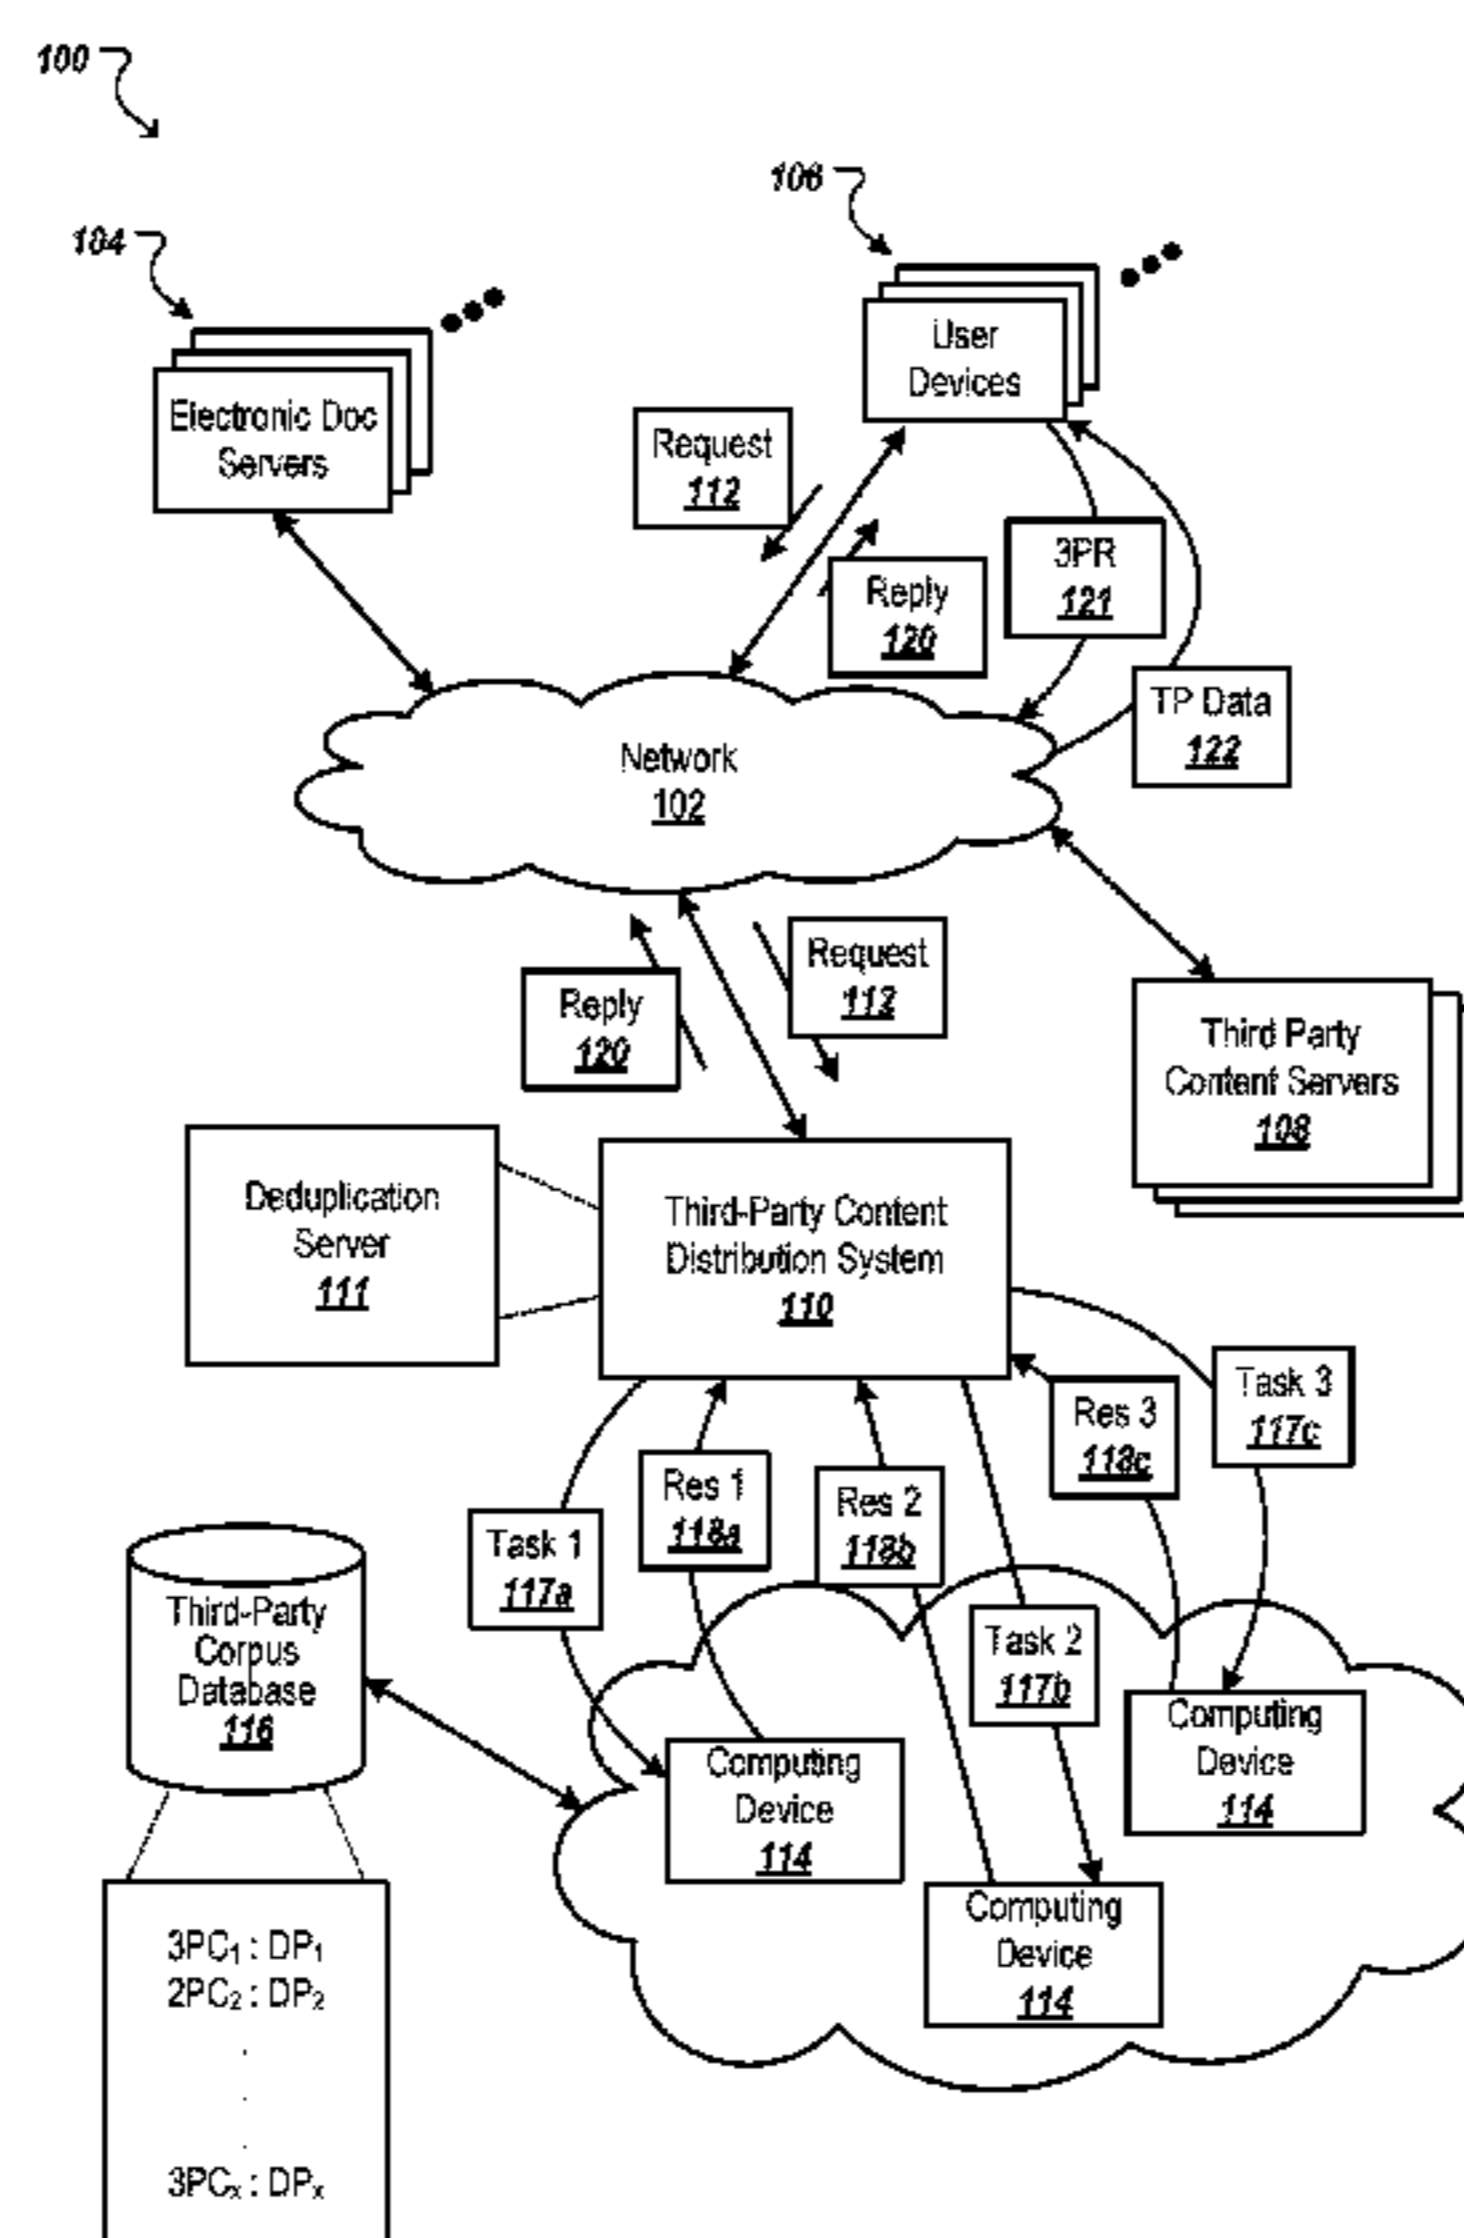 100
106
104
User
Devices
Electronic Doc
Servers
Request
112
3PR
121
Reply
120
TP Data
122
Network
102
Request
112
Reply
120
Third Party
Content Servers
108
Deduplication
Server
111
Third-Party Content
Distribution System
110
Task 3
117c
Res 3
118c
Res 1
118a
Res 2
118b
Task 1
117a
Third-Party
Corpus
Database
116
Task 2
117b
Computing
Device
114
Computing
Device
114
Computing
Device
114
3PC₁ : DP₁
2PC₂ : DP₂
.
.
.
3PCₓ : DPₓ